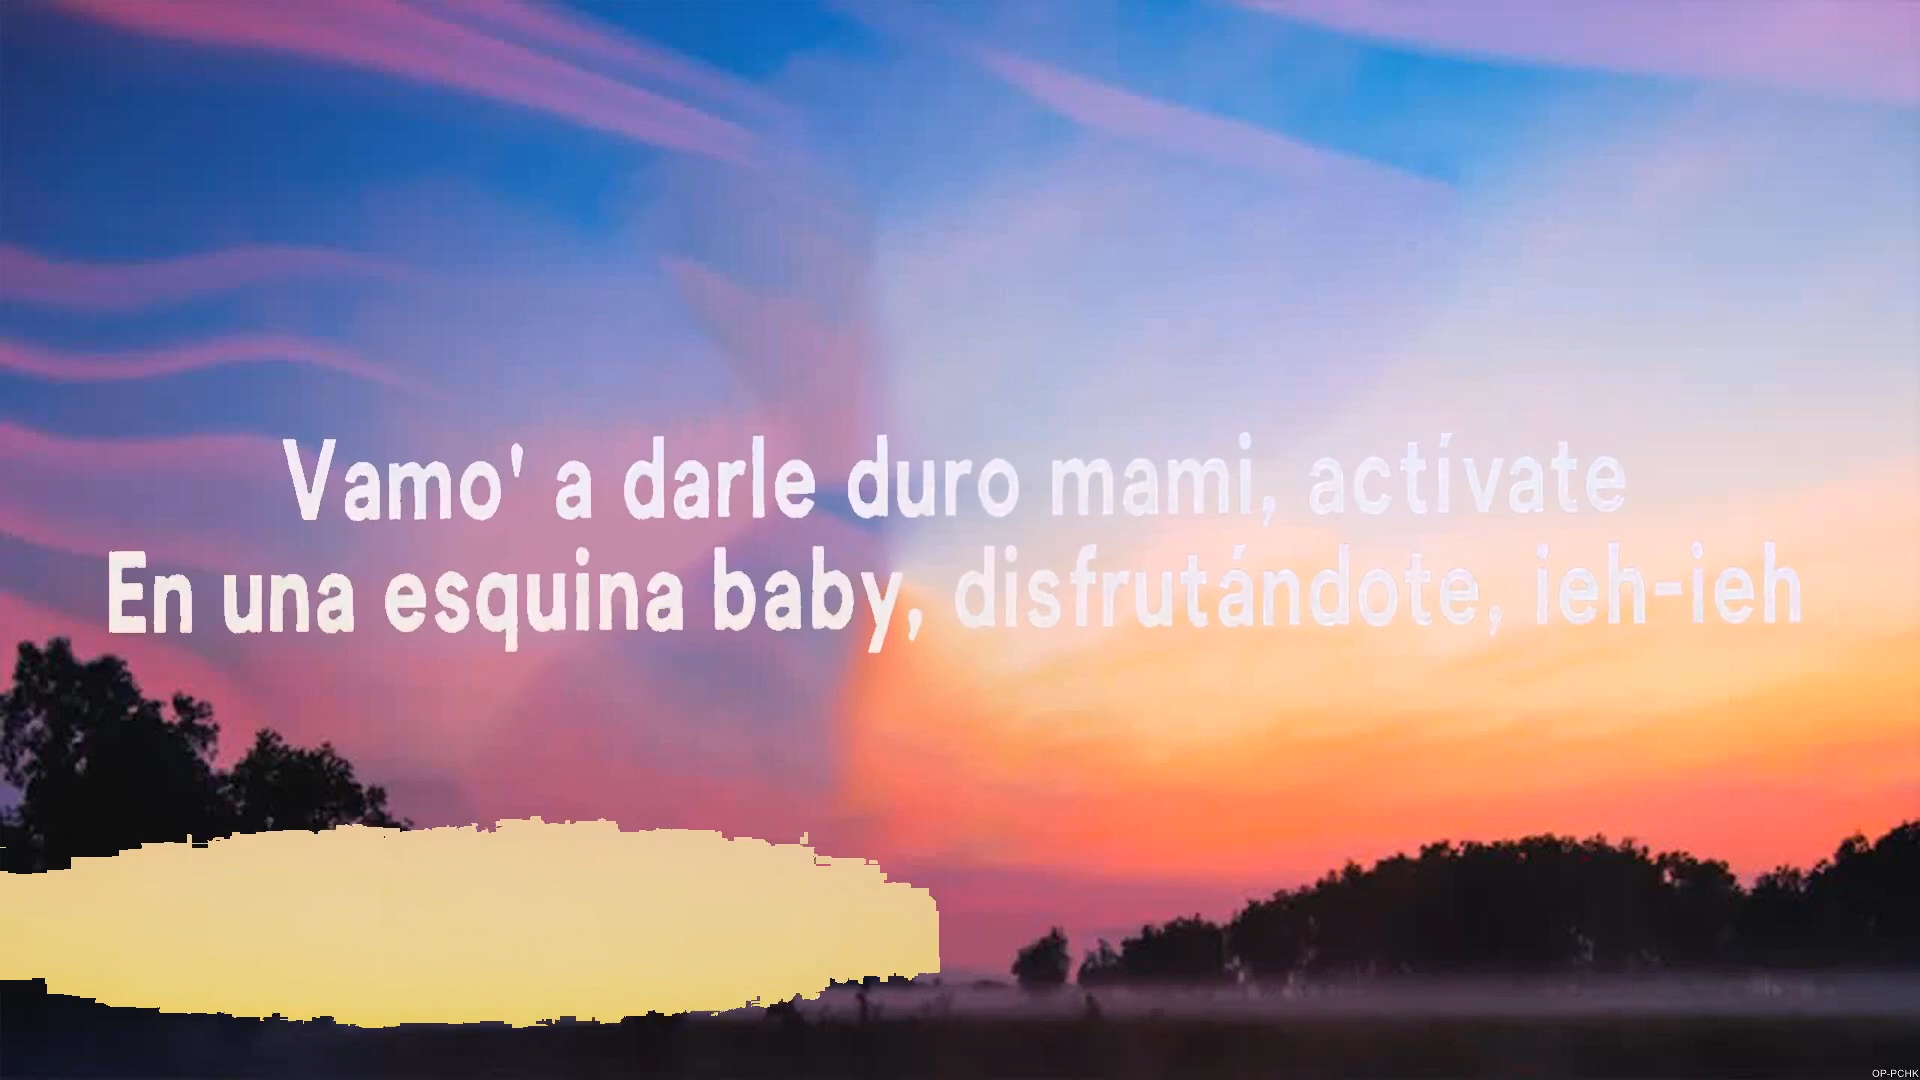 Vamo' a darle duro mami, actívate
En una esquina baby, disfrutándote, ieh-ieh
OP-PCHK